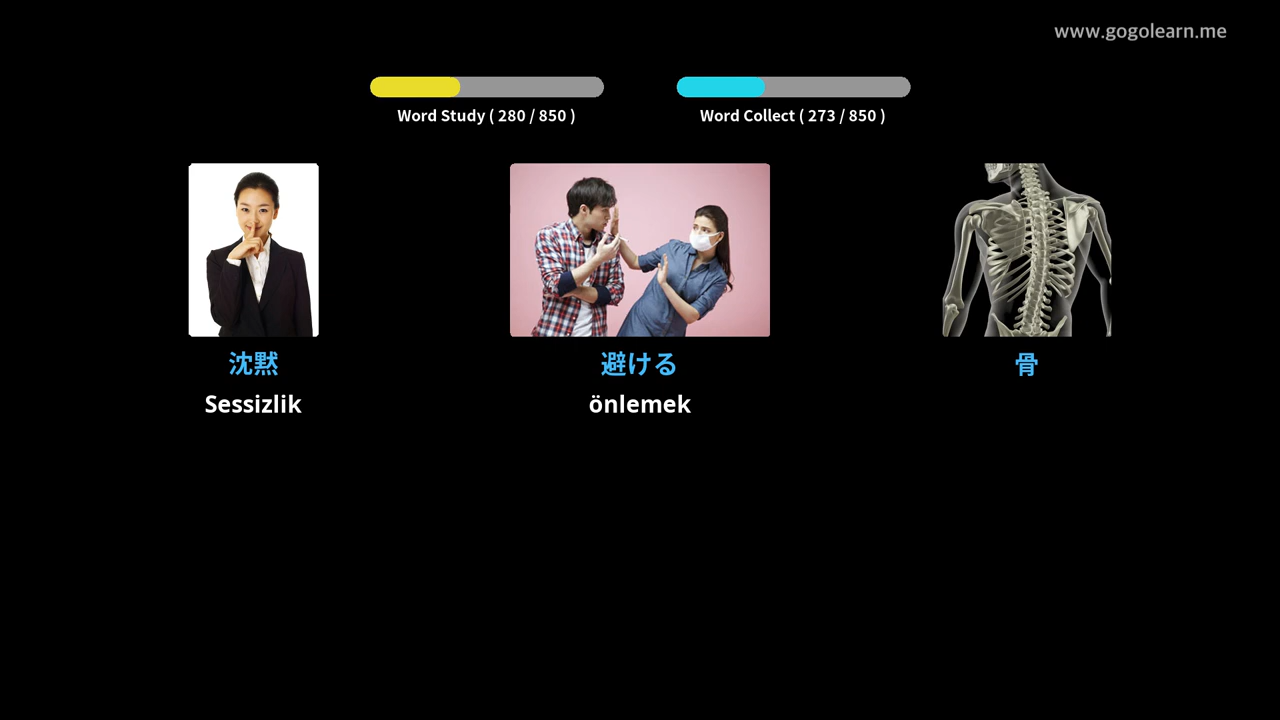 www.gogolearn.me
Word Study ( 280 / 850 )
Word Collect ( 273 / 850 )
沈黙
避ける
骨
Sessizlik
önlemek